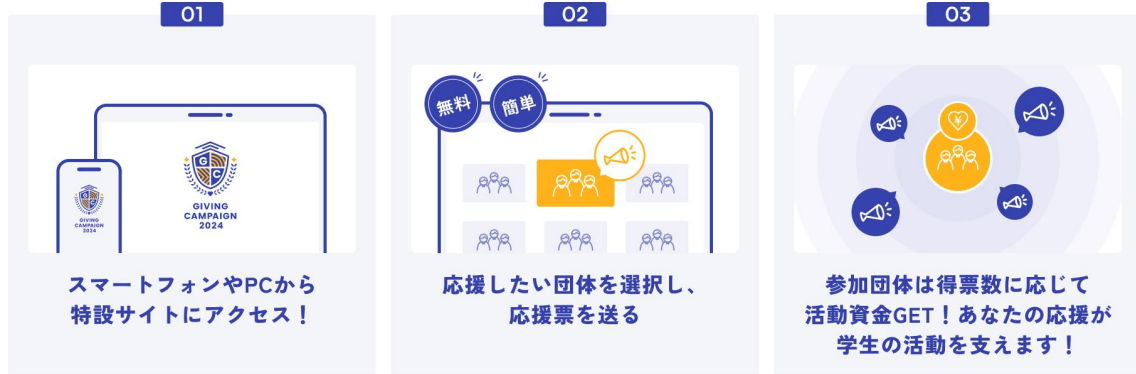 01
GIVING
CAMPAIGN
2024
G
C
GIVING
CAMPAIGN
2024
スマートフォンやPCから
特設サイトにアクセス！
02
無料
簡単
応援したい団体を選択し、
応援票を送る
03
¥
参加団体は得票数に応じて
活動資金GET！あなたの応援が
学生の活動を支えます！